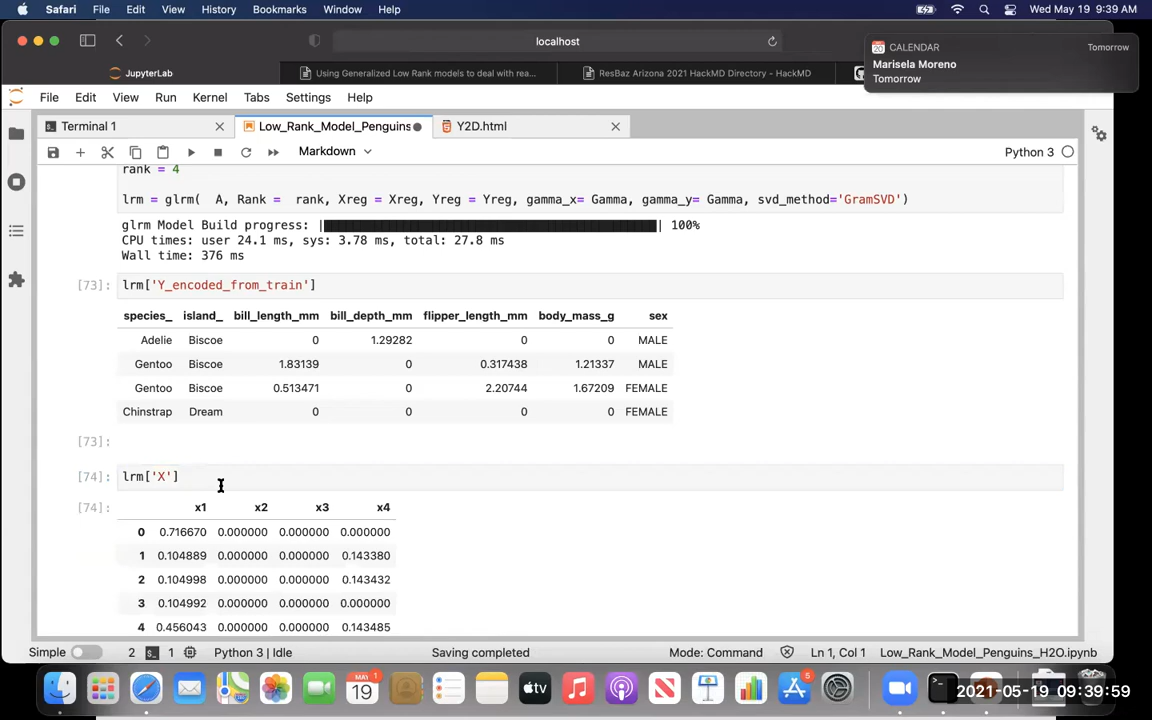 Safari File Edit View History Bookmarks Window Help Wed May 19 9:39 AM
localhost
CALENDAR Tomorrow
Marisela Moreno
Tomorrow
JupyterLab Using Generalized Low Rank models to deal with rea... ResBaz Arizona 2021 HackMD Directory - HackMD
File Edit View Run Kernel Tabs Settings Help
Terminal 1 Low_Rank_Model_Penguins Y2D.html
Markdown Python 3
rank = 4
lrm = glrm( A, Rank = rank, Xreg = Xreg, Yreg = Yreg, gamma_x= Gamma, gamma_y= Gamma, svd_method='GramSVD')
glrm Model Build progress: | | 100%
CPU times: user 24.1 ms, sys: 3.78 ms, total: 27.8 ms
Wall time: 376 ms
[73]: lrm['Y_encoded_from_train']
species_ island_ bill_length_mm bill_depth_mm flipper_length_mm body_mass_g sex
Adelie Biscoe 0 1.29282 0 0 MALE
Gentoo Biscoe 1.83139 0 0.317438 1.21337 MALE
Gentoo Biscoe 0.513471 0 2.20744 1.67209 FEMALE
Chinstrap Dream 0 0 0 0 FEMALE
[73]:
[74]: lrm['X']
[74]: x1 x2 x3 x4
0 0.716670 0.000000 0.000000 0.000000
1 0.104889 0.000000 0.000000 0.143380
2 0.104998 0.000000 0.000000 0.143432
3 0.104992 0.000000 0.000000 0.000000
4 0.456043 0.000000 0.000000 0.143485
Simple 2 1 Python 3 | Idle Saving completed Mode: Command Ln 1, Col 1 Low_Rank_Model_Penguins_H2O.ipynb
MAY 19 1 tv 5 2021-05-19 09:39:59